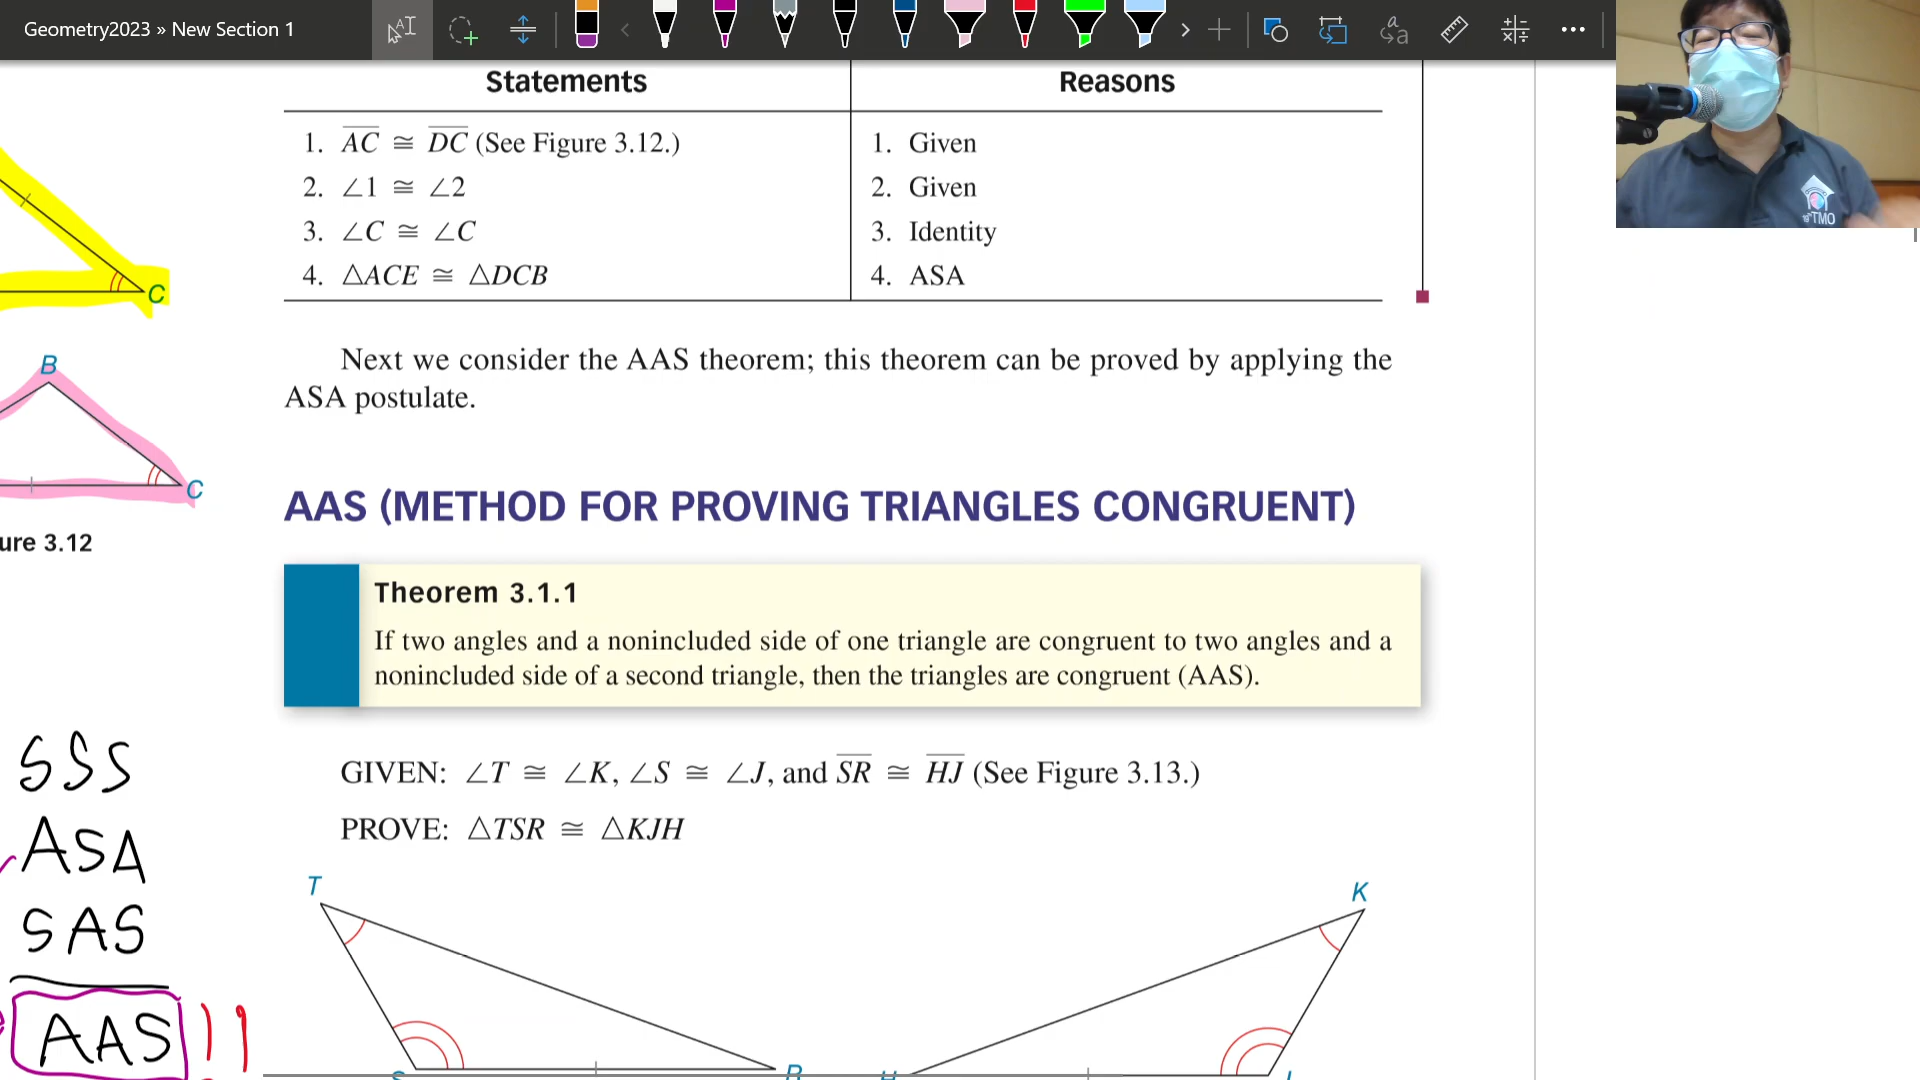 Geometry2023 » New Section 1
TMO
Statements Reasons
1. AC ≅ DC (See Figure 3.12.) 1. Given
2. ∠1 ≅ ∠2 2. Given
3. ∠C ≅ ∠C 3. Identity
4. △ACE ≅ △DCB 4. ASA
C
B
C
ure 3.12
Next we consider the AAS theorem; this theorem can be proved by applying the
ASA postulate.
AAS (METHOD FOR PROVING TRIANGLES CONGRUENT)
Theorem 3.1.1
If two angles and a nonincluded side of one triangle are congruent to two angles and a
nonincluded side of a second triangle, then the triangles are congruent (AAS).
GIVEN: ∠T ≅ ∠K, ∠S ≅ ∠J, and SR ≅ HJ (See Figure 3.13.)
PROVE: △TSR ≅ △KJH
SSS
ASA
SAS
AAS!!
T K
S R H J